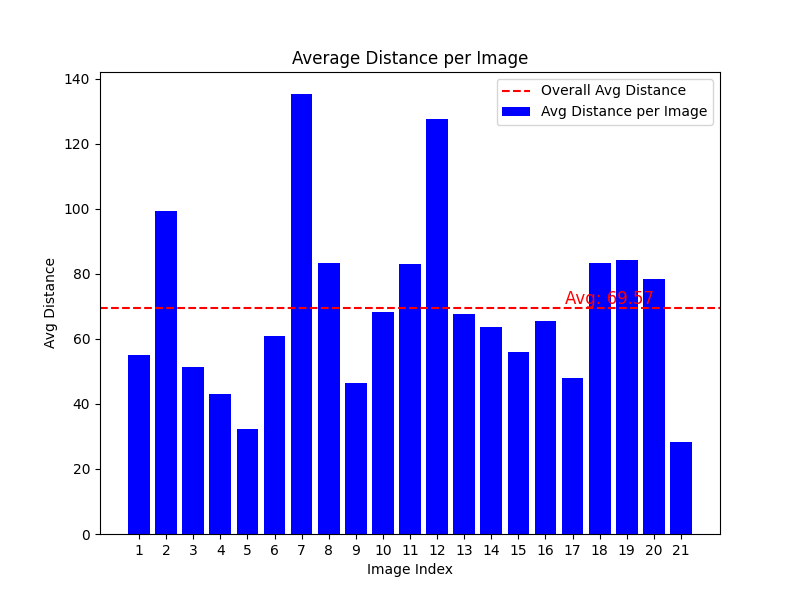 Average Distance per Image
Overall Avg Distance
Avg Distance per Image
140
120
100
80
60
40
20
0
Avg Distance
Avg: 69.57
1 2 3 4 5 6 7 8 9 10 11 12 13 14 15 16 17 18 19 20 21
Image Index